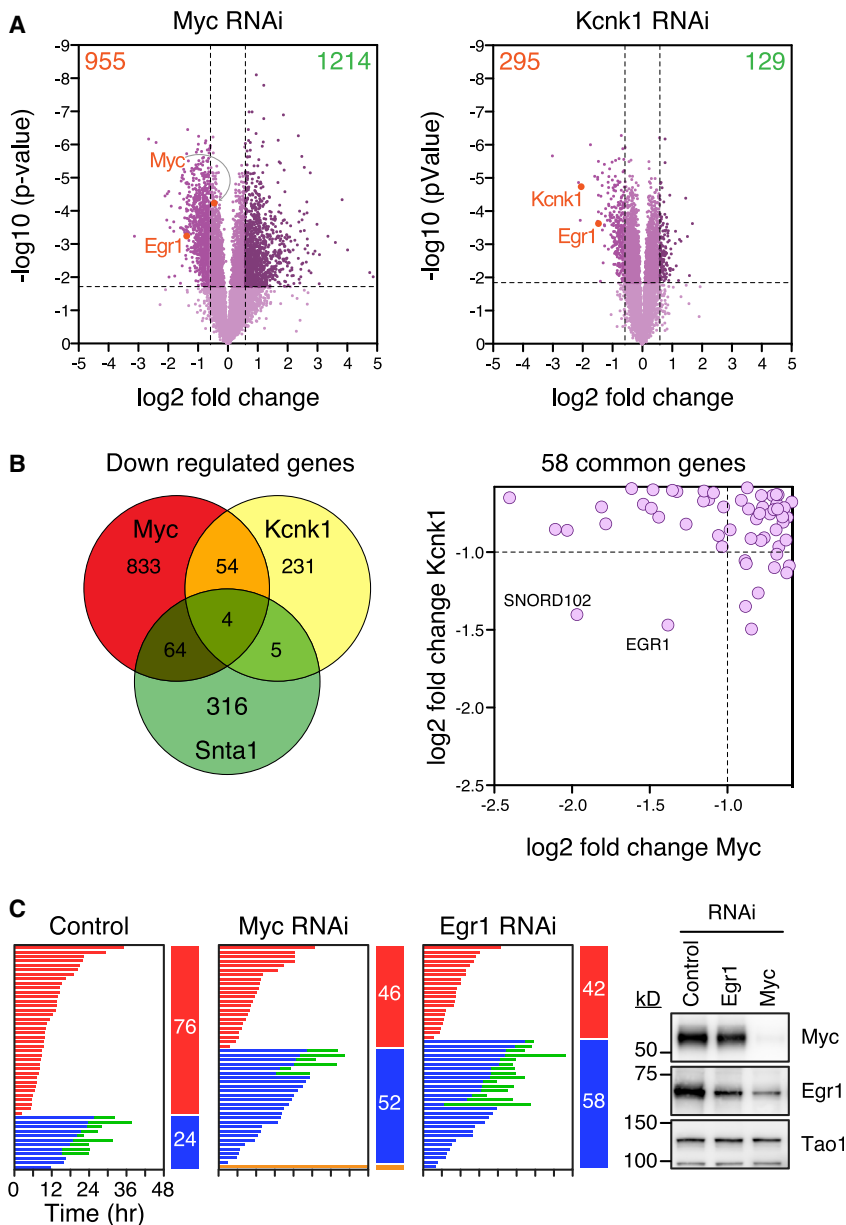 A
Myc RNAi
955
1214
Myc
Egr1
-log10 (p-value)
-9
-8
-7
-6
-5
-4
-3
-2
-1
0
-5 -4 -3 -2 -1 0 1 2 3 4 5
log2 fold change
Kcnk1 RNAi
295
129
Kcnk1
Egr1
-log10 (pValue)
-9
-8
-7
-6
-5
-4
-3
-2
-1
0
-5 -4 -3 -2 -1 0 1 2 3 4 5
log2 fold change
B
Down regulated genes
Myc
Kcnk1
833
54
231
4
64
5
316
Snta1
58 common genes
log2 fold change Kcnk1
-1.0
-1.5
-2.0
-2.5
SNORD102
EGR1
-2.5 -2.0 -1.5 -1.0
log2 fold change Myc
C
Control
76
24
0 12 24 36 48
Time (hr)
Myc RNAi
46
52
Egr1 RNAi
42
58
RNAi
kD
Control
Egr1
Myc
50
Myc
75
Egr1
150
100
Tao1